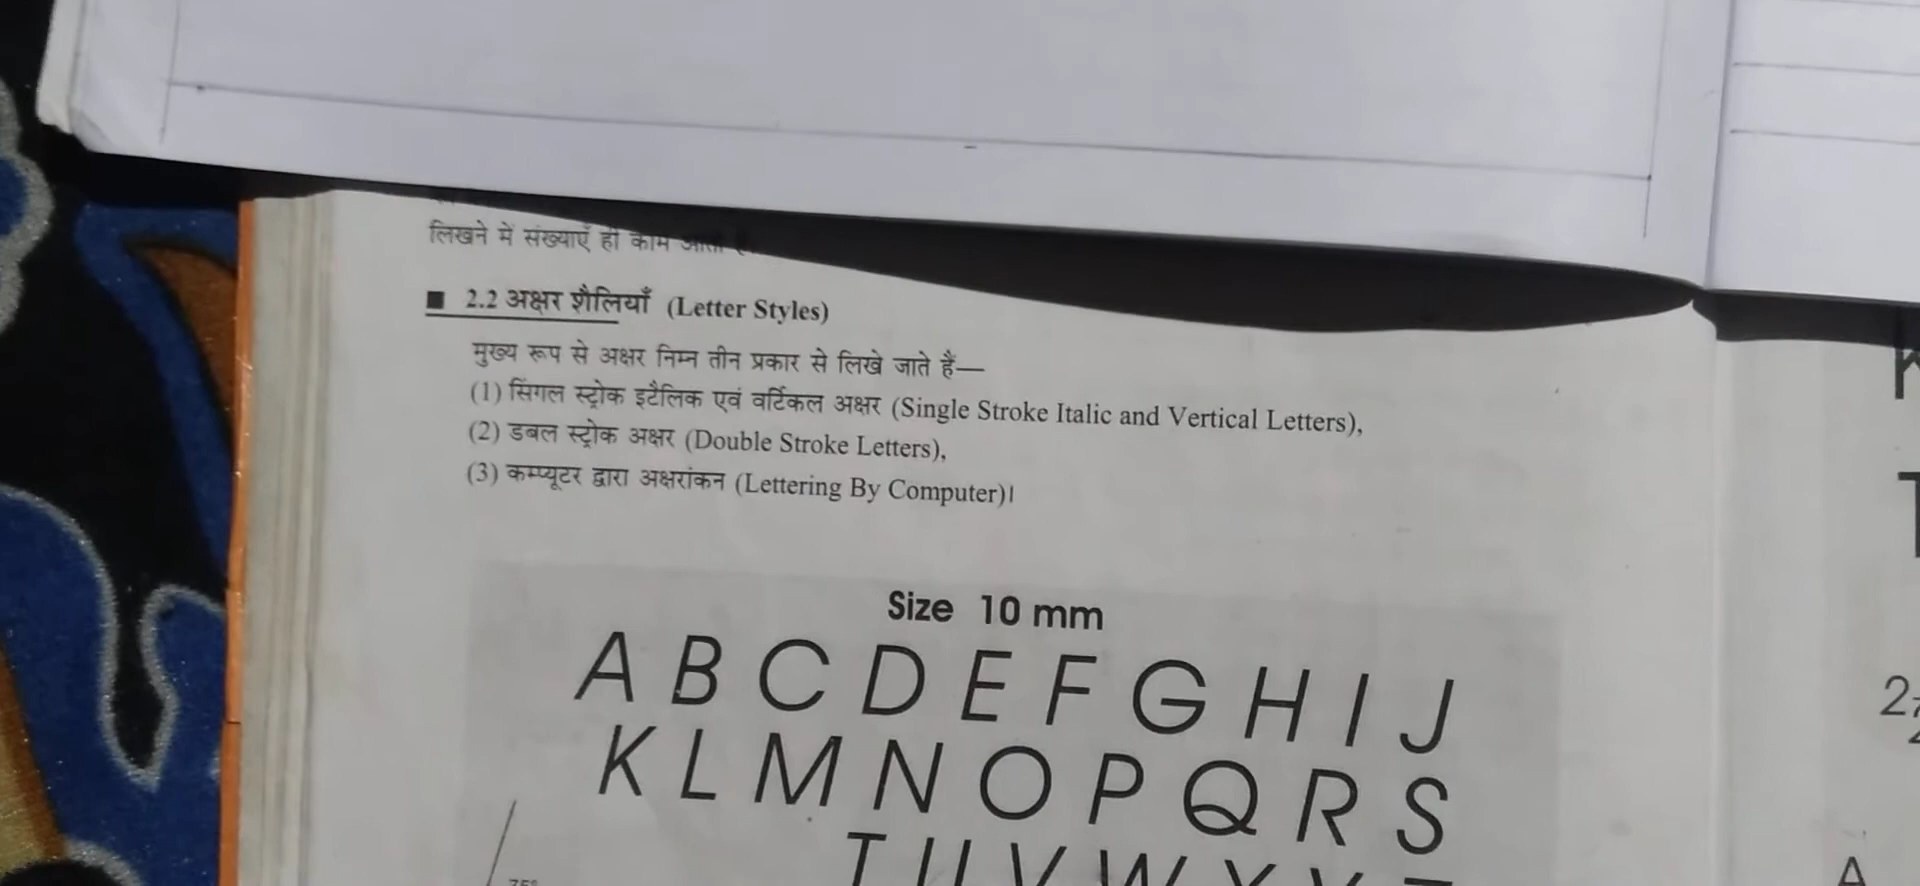 लिखने में संख्याएँ ही काम आती
■ 2.2 अक्षर शैलियाँ (Letter Styles)
मुख्य रूप से अक्षर निम्न तीन प्रकार से लिखे जाते हैं—
(1) सिंगल स्ट्रोक इटैलिक एवं वर्टिकल अक्षर (Single Stroke Italic and Vertical Letters),
(2) डबल स्ट्रोक अक्षर (Double Stroke Letters),
(3) कम्प्यूटर द्वारा अक्षरांकन (Lettering By Computer)।
Size 10 mm
A B C D E F G H I J
K L M N O P Q R S
T U V W X Y
75°
K
T
A